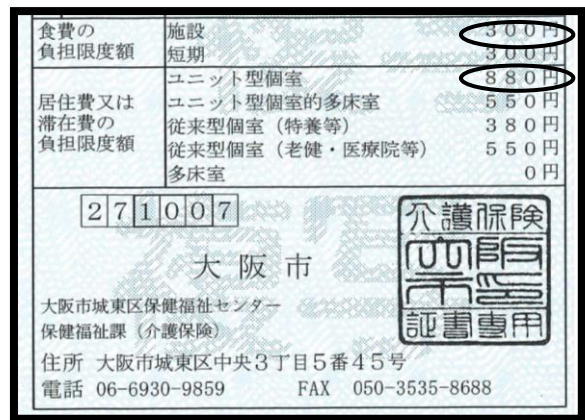 食費の 施設 300円
負担限度額 短期 300円
ユニット型個室 880円
居住費又は ユニット型個室的多床室 550円
滞在費の 従来型個室（特養等） 380円
負担限度額 従来型個室（老健・医療院等） 550円
多床室 0円
271007
大阪市
介護保険
大阪
市之印
証書専用
大阪市城東区保健福祉センター
保健福祉課（介護保険）
住所 大阪市城東区中央3丁目5番45号
電話 06-6930-9859 FAX 050-3535-8688